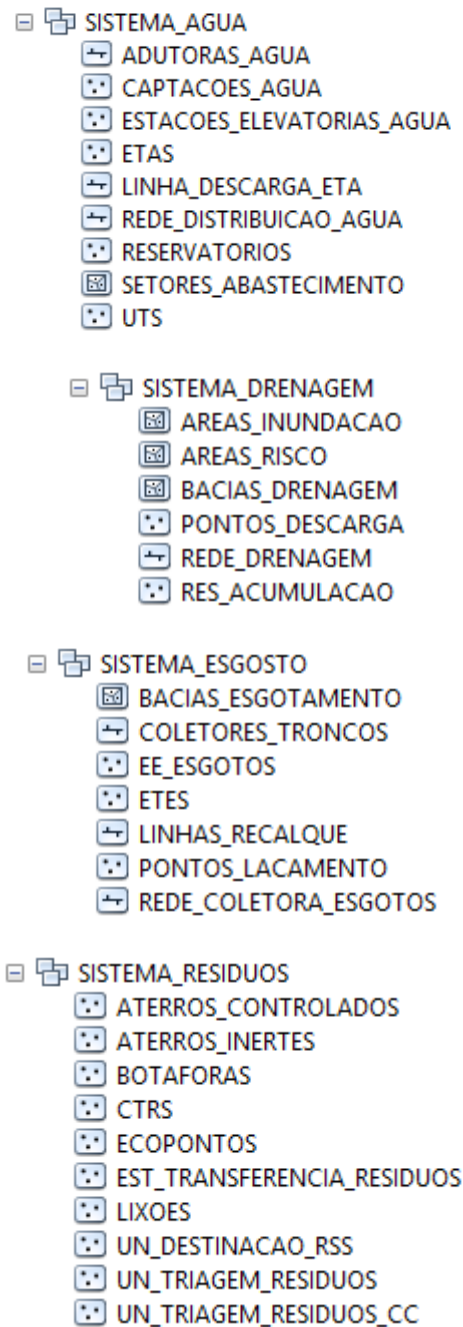 SISTEMA_AGUA
ADUTORAS_AGUA
CAPTACOES_AGUA
ESTACOES_ELEVATORIAS_AGUA
ETAS
LINHA_DESCARGA_ETA
REDE_DISTRIBUICAO_AGUA
RESERVATORIOS
SETORES_ABASTECIMENTO
UTS
SISTEMA_DRENAGEM
AREAS_INUNDACAO
AREAS_RISCO
BACIAS_DRENAGEM
PONTOS_DESCARGA
REDE_DRENAGEM
RES_ACUMULACAO
SISTEMA_ESGOSTO
BACIAS_ESGOTAMENTO
COLETORES_TRONCOS
EE_ESGOTOS
ETES
LINHAS_RECALQUE
PONTOS_LACAMENTO
REDE_COLETORA_ESGOTOS
SISTEMA_RESIDUOS
ATERROS_CONTROLADOS
ATERROS_INERTES
BOTAFORAS
CTRS
ECOPONTOS
EST_TRANSFERENCIA_RESIDUOS
LIXOES
UN_DESTINACAO_RSS
UN_TRIAGEM_RESIDUOS
UN_TRIAGEM_RESIDUOS_CC